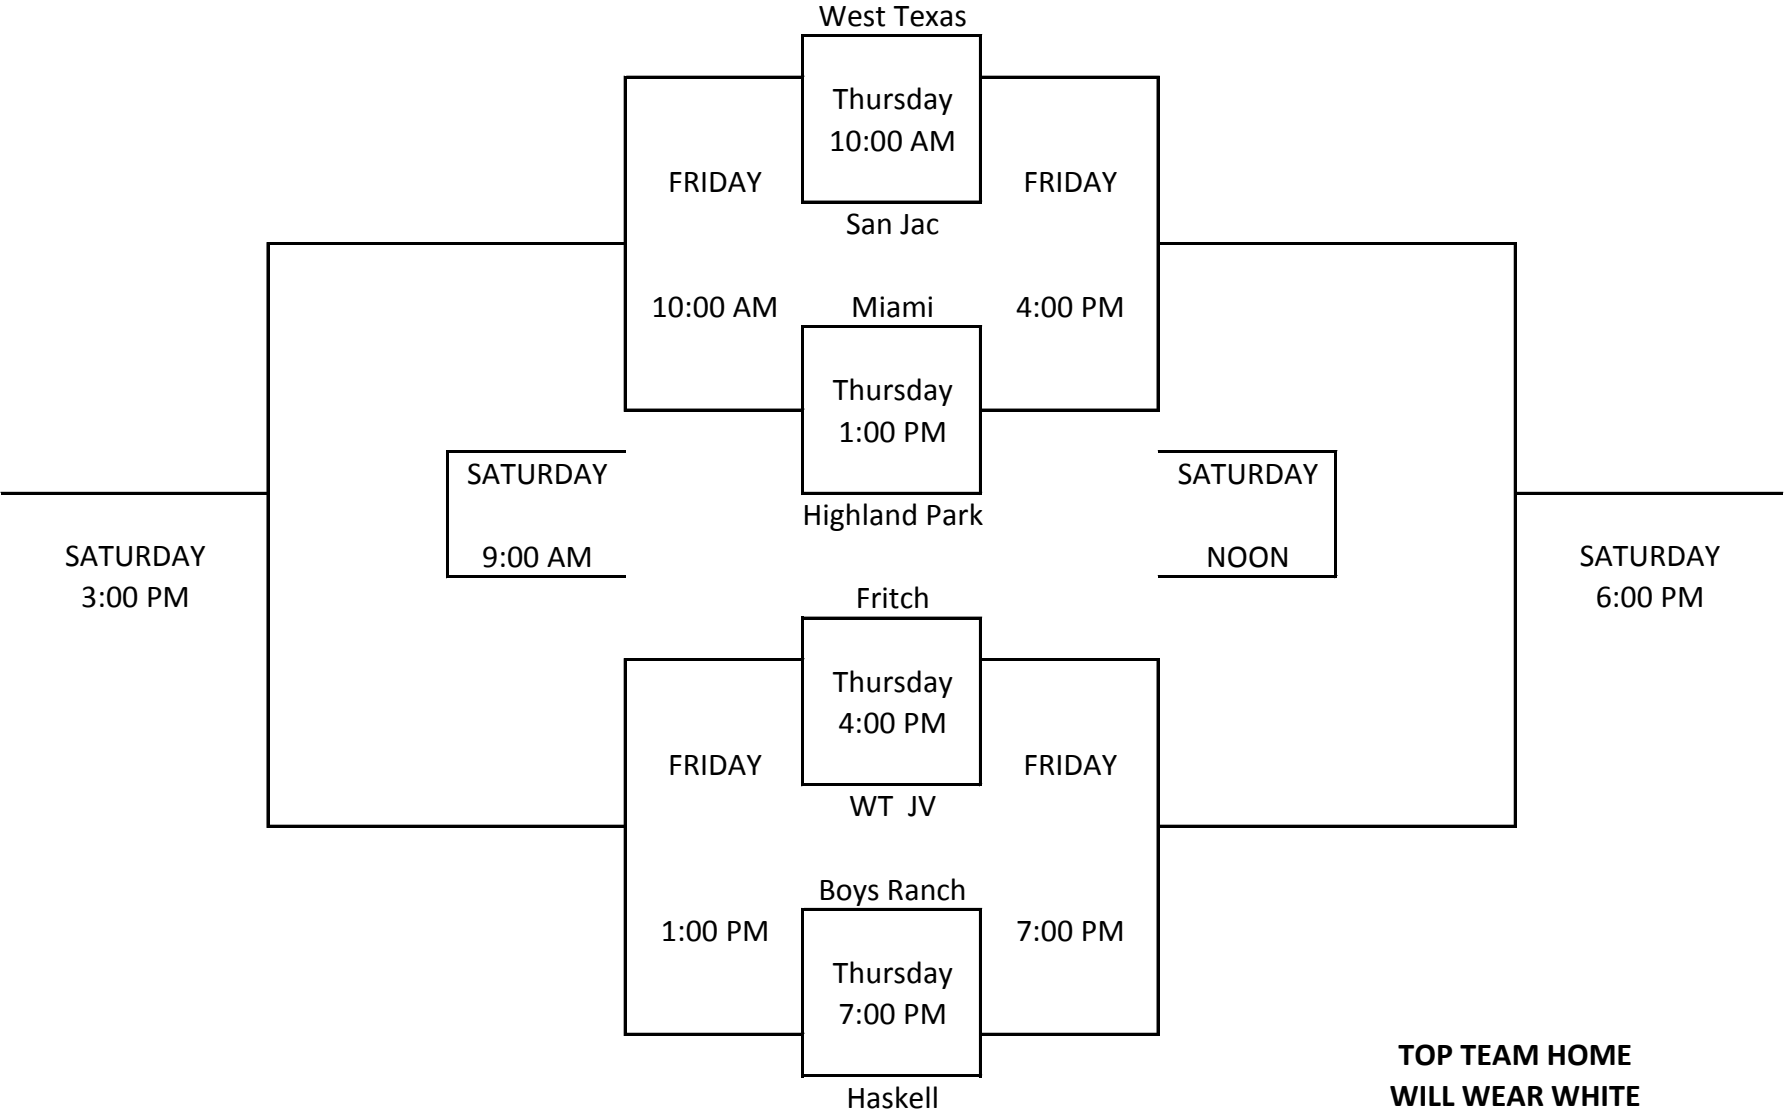 West Texas
Thursday
10:00 AM
FRIDAY
FRIDAY
San Jac
10:00 AM
Miami
4:00 PM
Thursday
1:00 PM
SATURDAY
SATURDAY
Highland Park
SATURDAY
3:00 PM
9:00 AM
NOON
SATURDAY
6:00 PM
Fritch
Thursday
4:00 PM
FRIDAY
FRIDAY
WT  JV
Boys Ranch
1:00 PM
7:00 PM
Thursday
7:00 PM
Haskell
TOP TEAM HOME
WILL WEAR WHITE